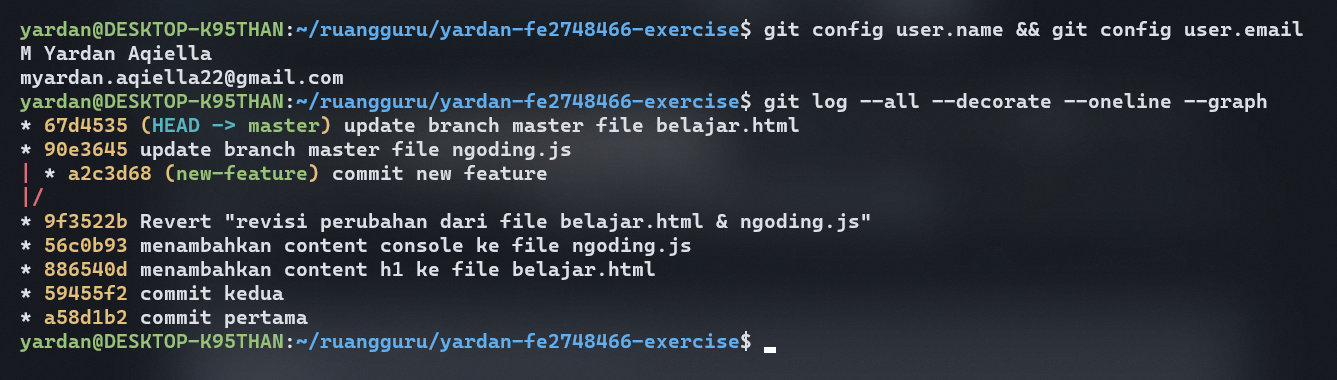 yardan@DESKTOP-K95THAN:~/ruangguru/yardan-fe2748466-exercise$ git config user.name && git config user.email
M Yardan Aqiella
myardan.aqiella22@gmail.com
yardan@DESKTOP-K95THAN:~/ruangguru/yardan-fe2748466-exercise$ git log --all --decorate --oneline --graph
* 67d4535 (HEAD -> master) update branch master file belajar.html
* 90e3645 update branch master file ngoding.js
| * a2c3d68 (new-feature) commit new feature
|/
* 9f3522b Revert "revisi perubahan dari file belajar.html & ngoding.js"
* 56c0b93 menambahkan content console ke file ngoding.js
* 886540d menambahkan content h1 ke file belajar.html
* 59455f2 commit kedua
* a58d1b2 commit pertama
yardan@DESKTOP-K95THAN:~/ruangguru/yardan-fe2748466-exercise$